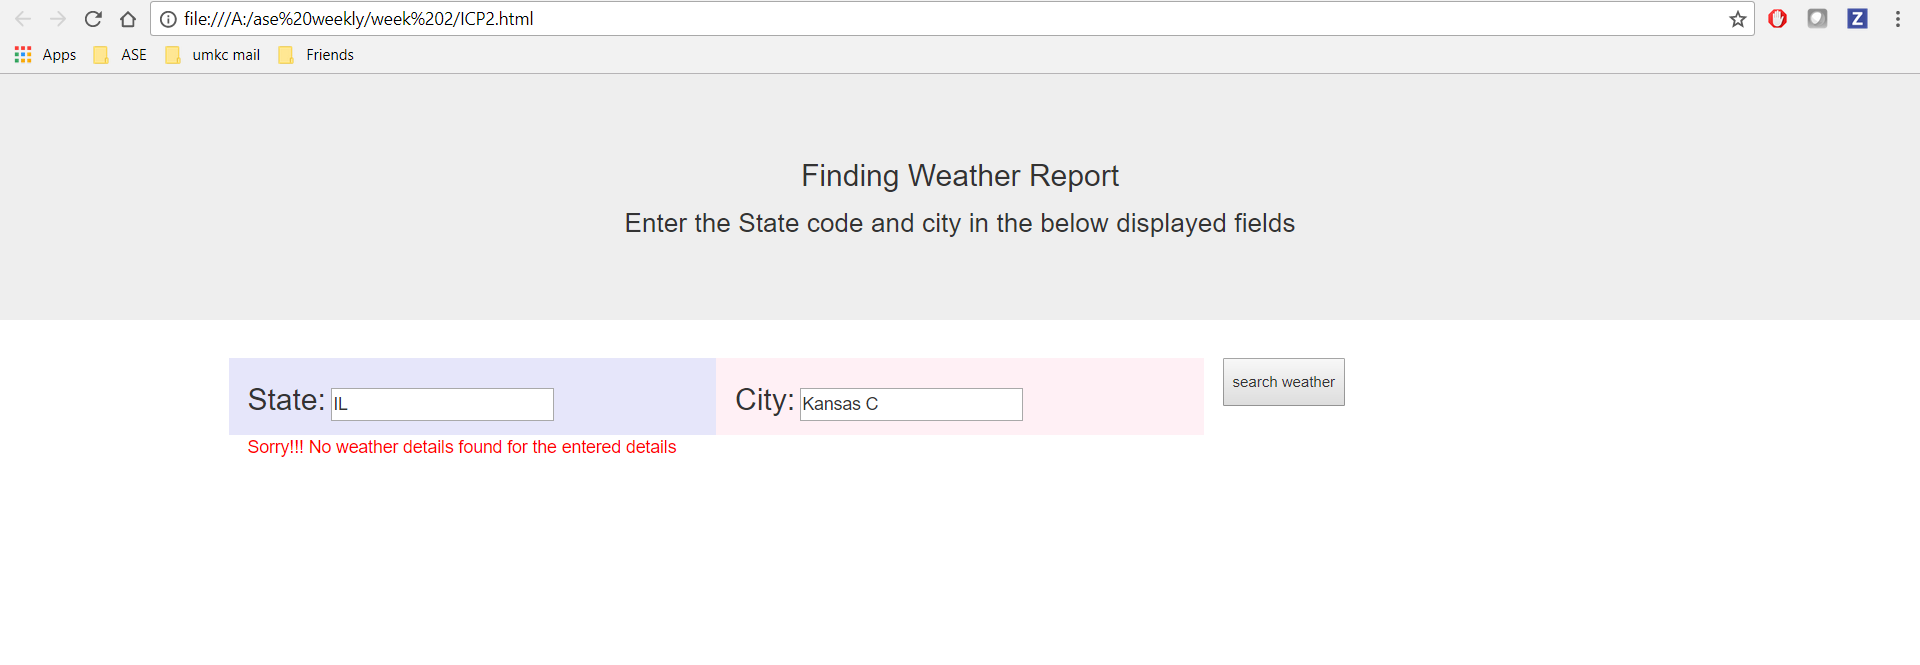 file:///A:/ase%20weekly/week%202/ICP2.html
Z
Apps ASE umkc mail Friends
Finding Weather Report
Enter the State code and city in the below displayed fields
State: IL City: Kansas C search weather
Sorry!!! No weather details found for the entered details